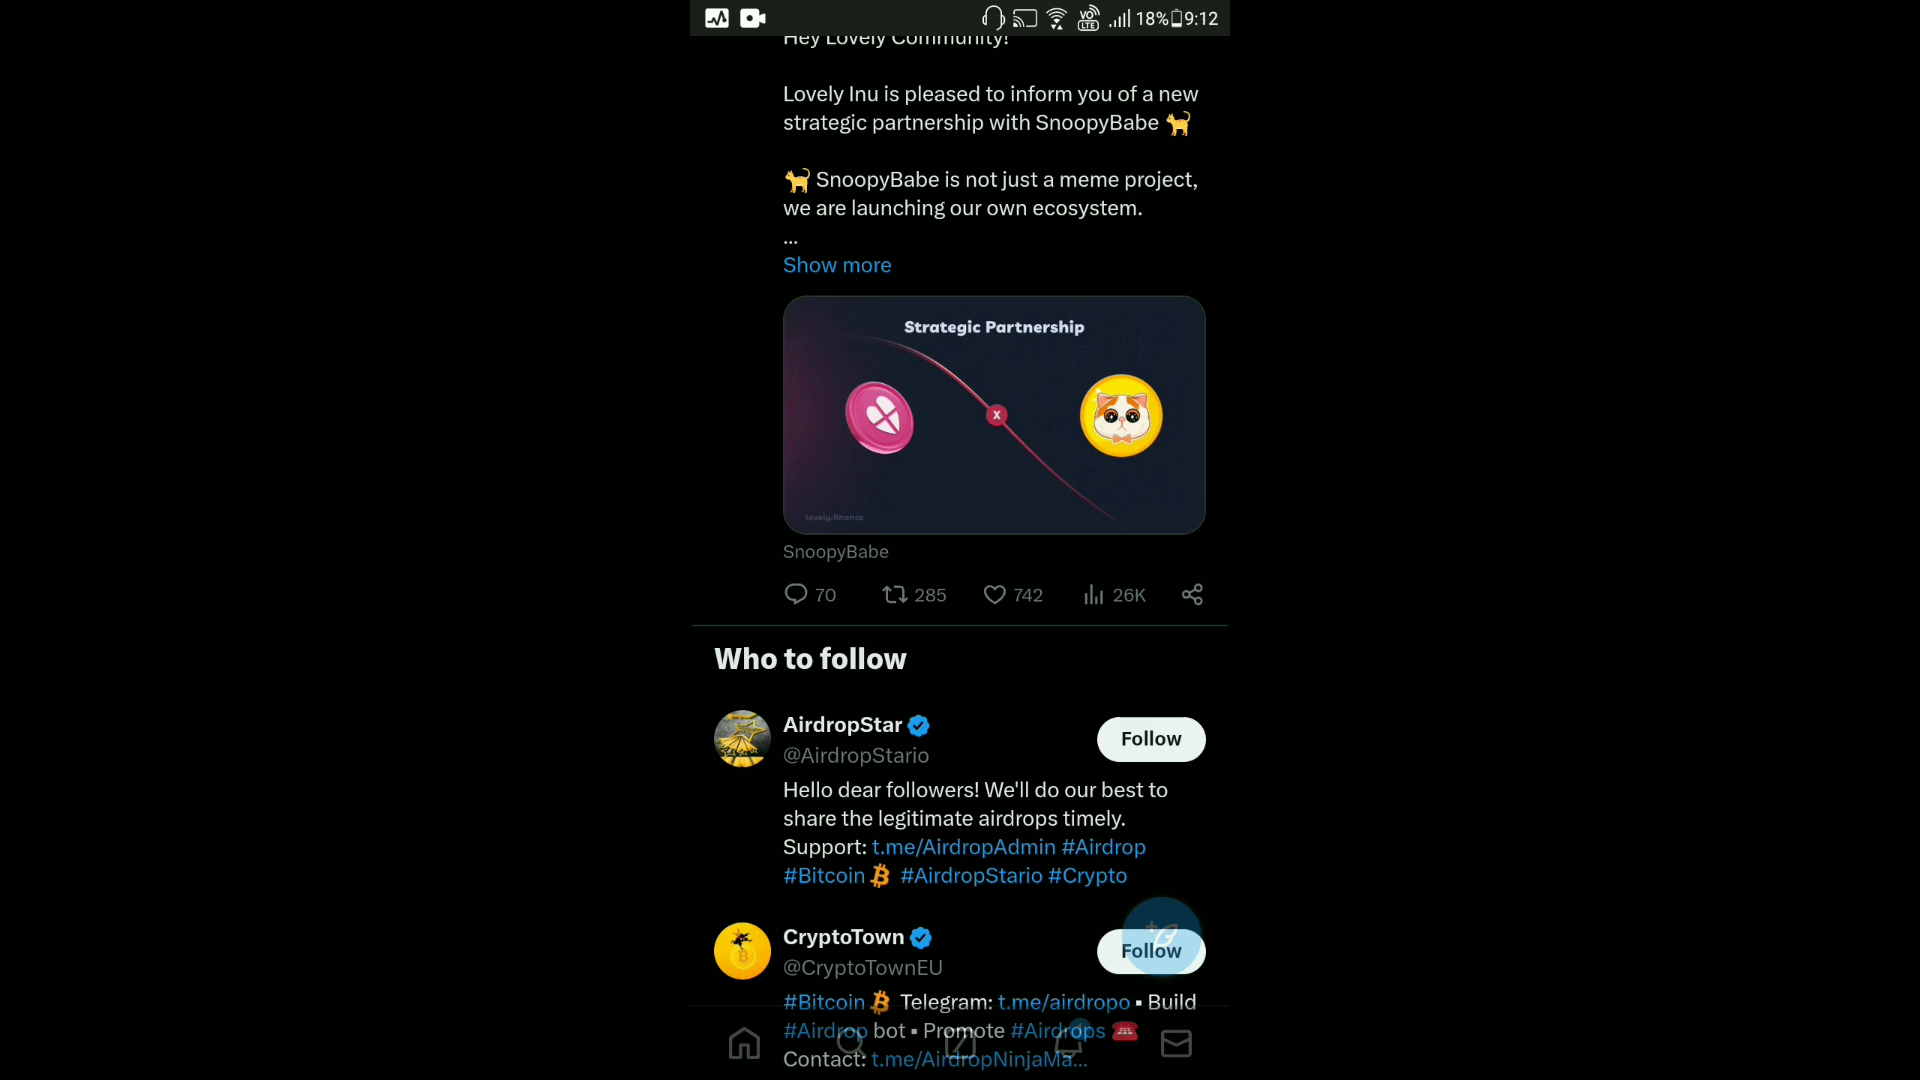 18% 9:12
Hey Lovely Community!
Lovely Inu is pleased to inform you of a new
strategic partnership with SnoopyBabe 🐈
🐈 SnoopyBabe is not just a meme project,
we are launching our own ecosystem.
...
Show more
Strategic Partnership
X
lovely.finance
SnoopyBabe
70 285 742 26K
Who to follow
AirdropStar
@AirdropStario
Follow
Hello dear followers! We'll do our best to
share the legitimate airdrops timely.
Support: t.me/AirdropAdmin #Airdrop
#Bitcoin #AirdropStario #Crypto
CryptoTown
@CryptoTownEU
Follow
#Bitcoin Telegram: t.me/airdropo ▪ Build
#Airdrop bot ▪ Promote #Airdrops ☎️
Contact: t.me/AirdropNinjaMa...